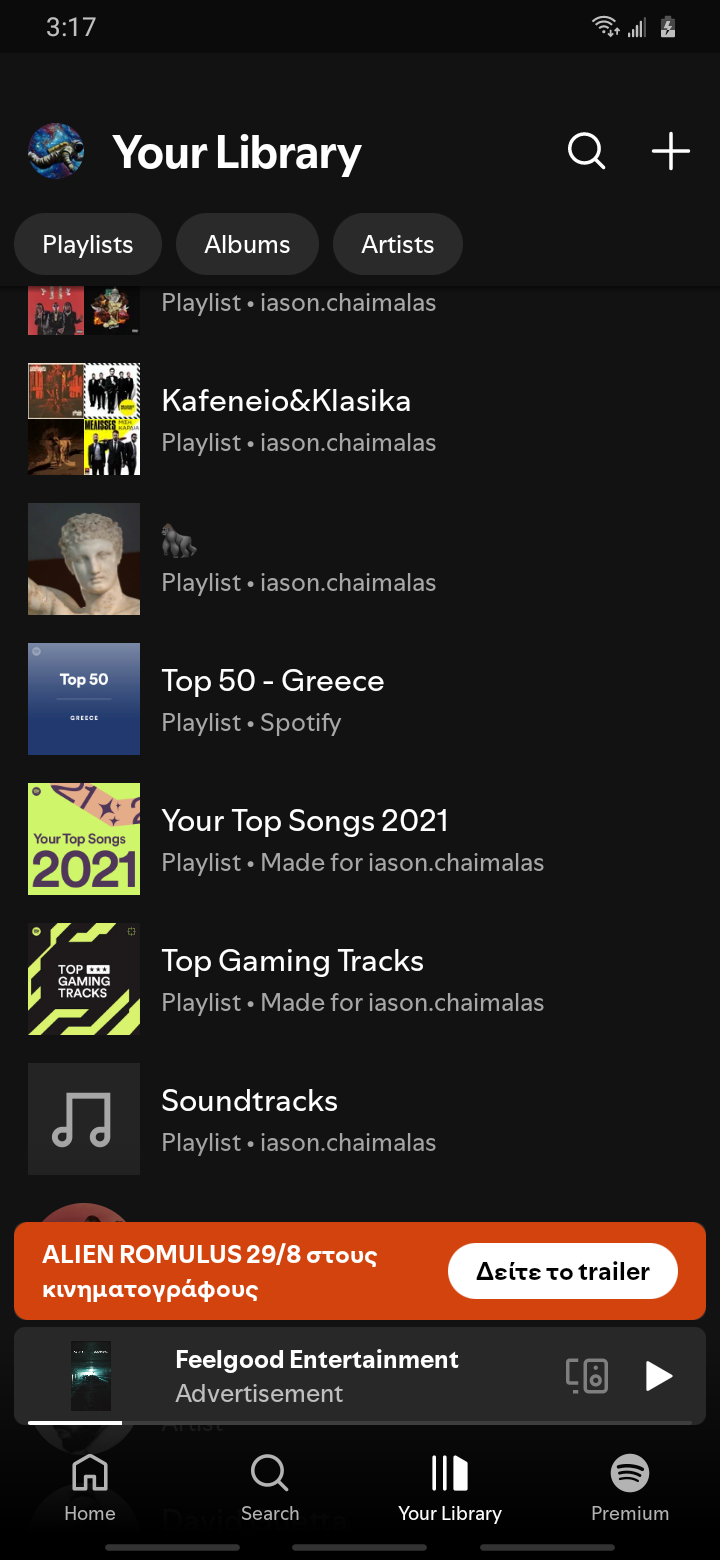 3:17
Your Library
Playlists
Albums
Artists
Playlist • iason.chaimalas
Kafeneio&Klasika
Playlist • iason.chaimalas
ΜΕΛΙSSES
ΜΙΣΗ
ΚΑΡΔΙΑ
🦍
Playlist • iason.chaimalas
Top 50
GREECE
Top 50 - Greece
Playlist • Spotify
Your Top Songs
2021
Your Top Songs 2021
Playlist • Made for iason.chaimalas
TOP
GAMING
TRACKS
Top Gaming Tracks
Playlist • Made for iason.chaimalas
Soundtracks
Playlist • iason.chaimalas
ALIEN ROMULUS 29/8 στους
κινηματογράφους
Δείτε το trailer
Feelgood Entertainment
Advertisement
Artist
Home
Search
Your Library
Premium